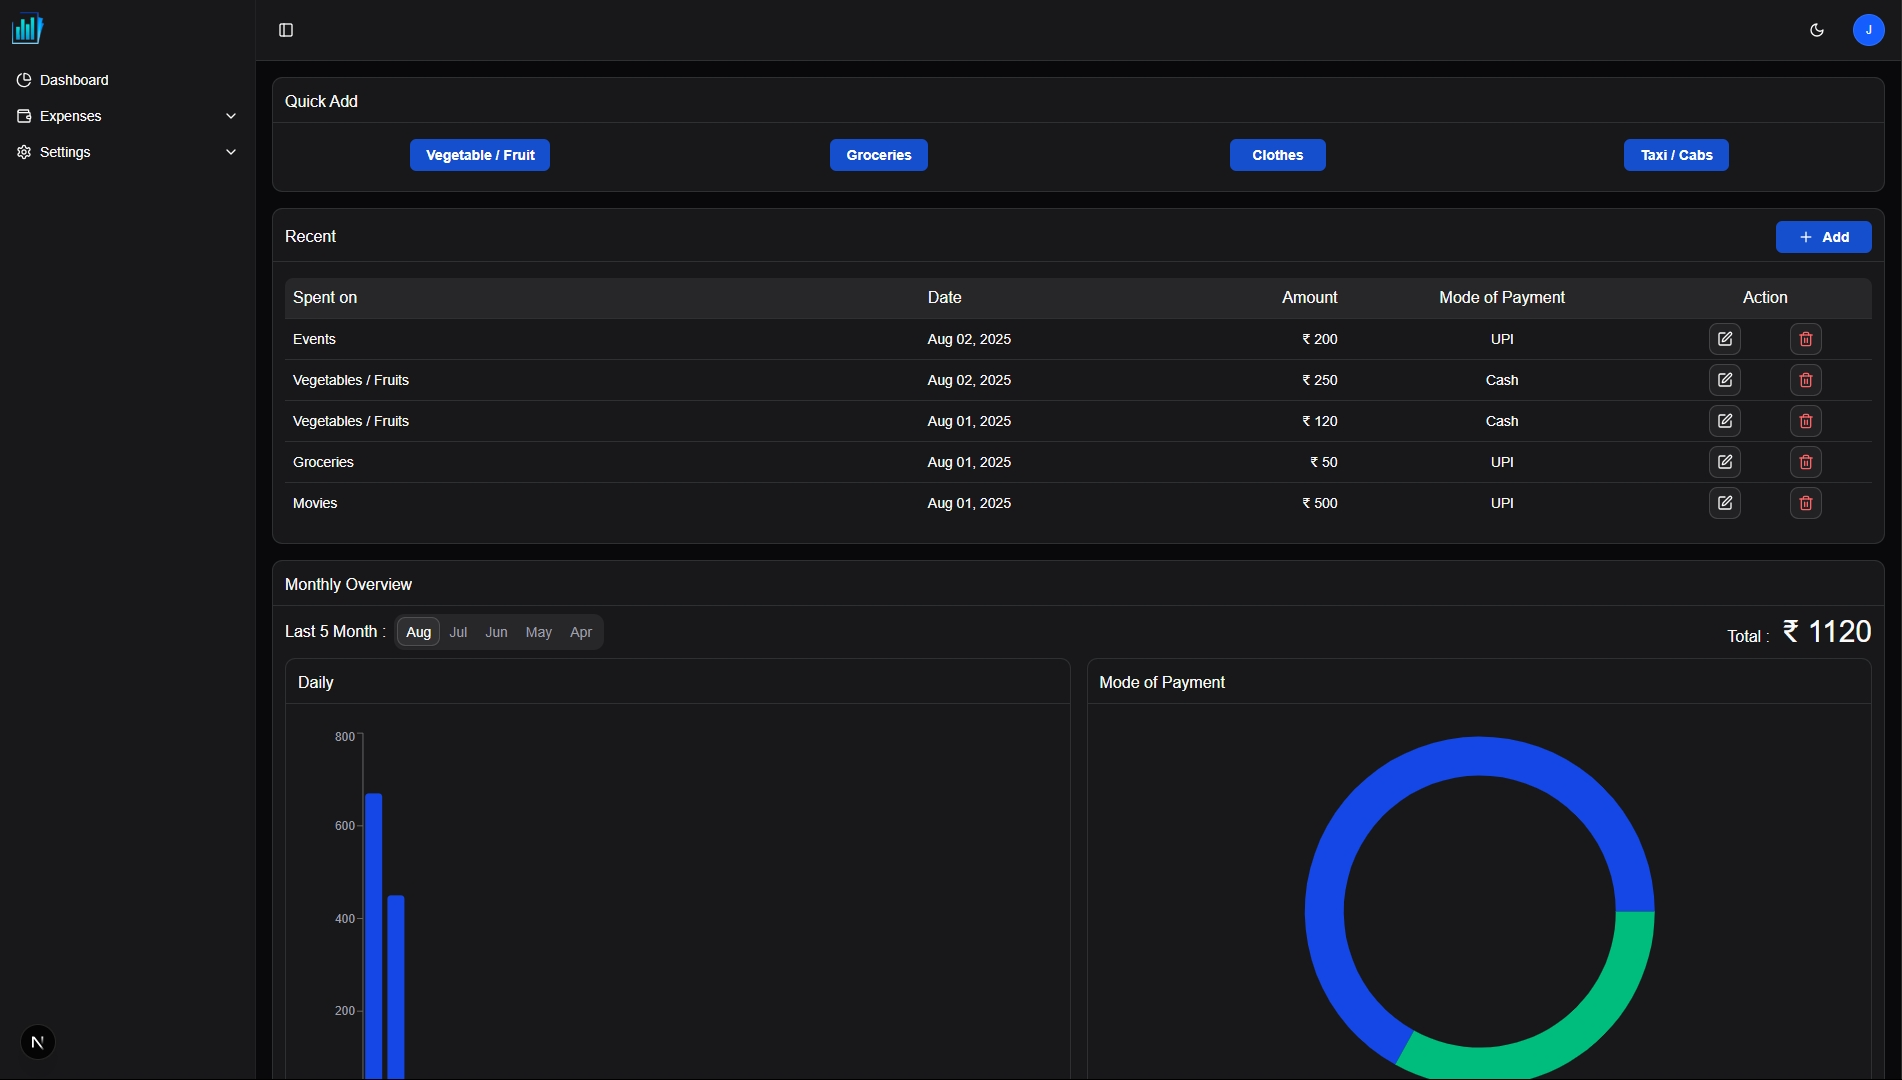 J
Dashboard
Expenses
Settings
Quick Add
Vegetable / Fruit Groceries Clothes Taxi / Cabs
Recent + Add
Spent on Date Amount Mode of Payment Action
Events Aug 02, 2025 ₹ 200 UPI
Vegetables / Fruits Aug 02, 2025 ₹ 250 Cash
Vegetables / Fruits Aug 01, 2025 ₹ 120 Cash
Groceries Aug 01, 2025 ₹ 50 UPI
Movies Aug 01, 2025 ₹ 500 UPI
Monthly Overview
Last 5 Month : Aug Jul Jun May Apr Total : ₹ 1120
Daily
800
600
400
200
Mode of Payment
N